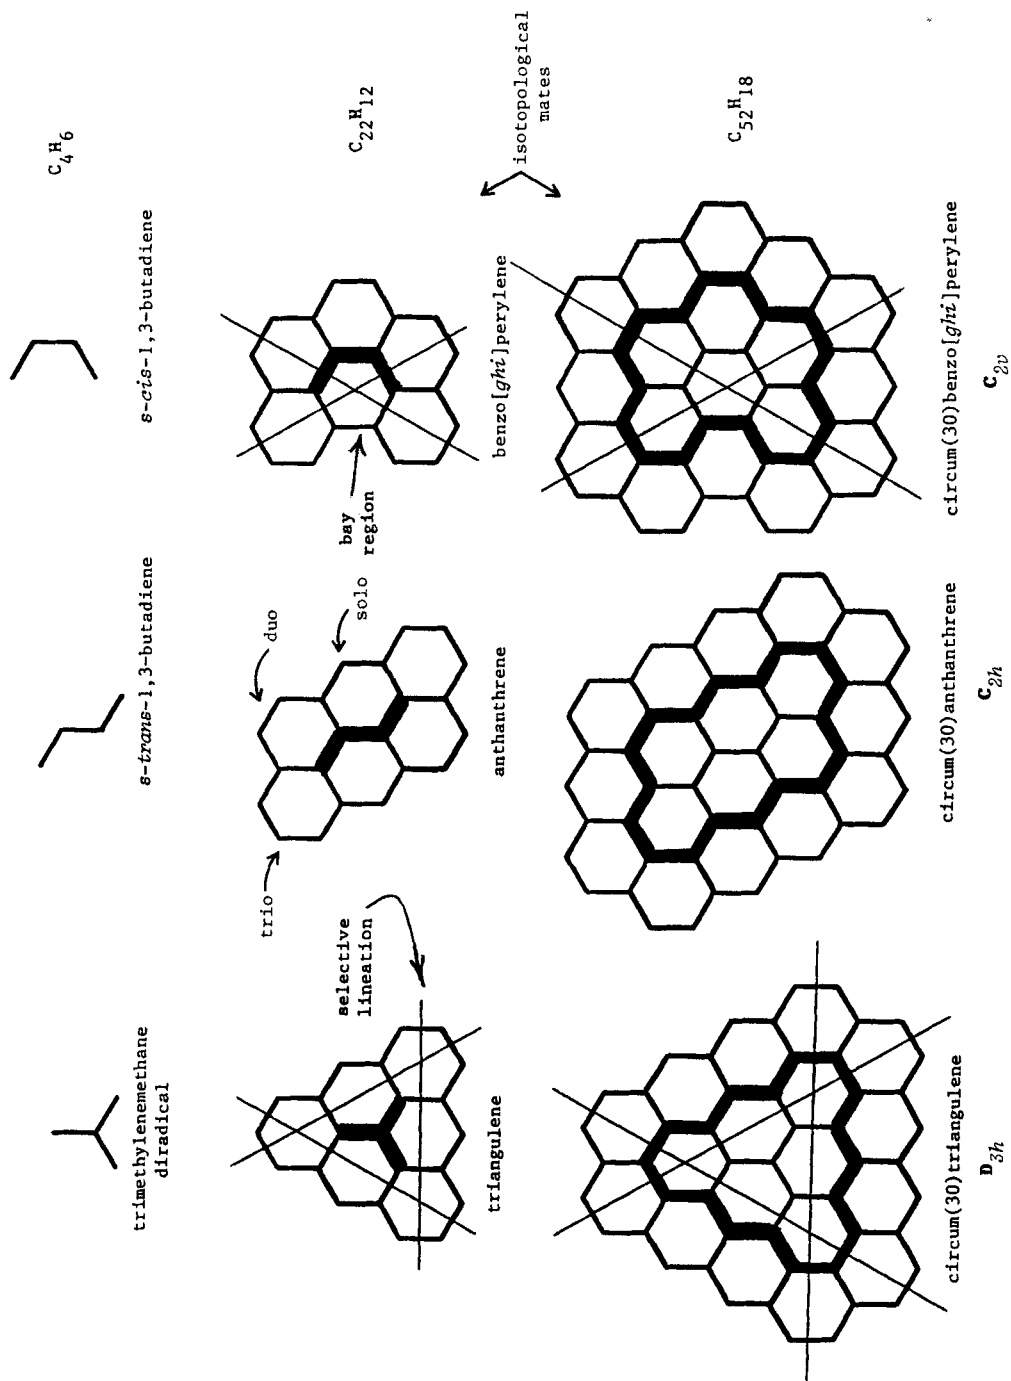 C4H6
s-cis-1,3-butadiene
s-trans-1,3-butadiene
trimethylenemethane
diradical
C22H12
benzo[ghi]perylene
bay
region
anthanthrene
duo
solo
trio
triangulene
selective
lineation
isotopological
mates
C52H18
circum(30)benzo[ghi]perylene
C2v
circum(30)anthanthrene
C2h
circum(30)triangulene
D3h